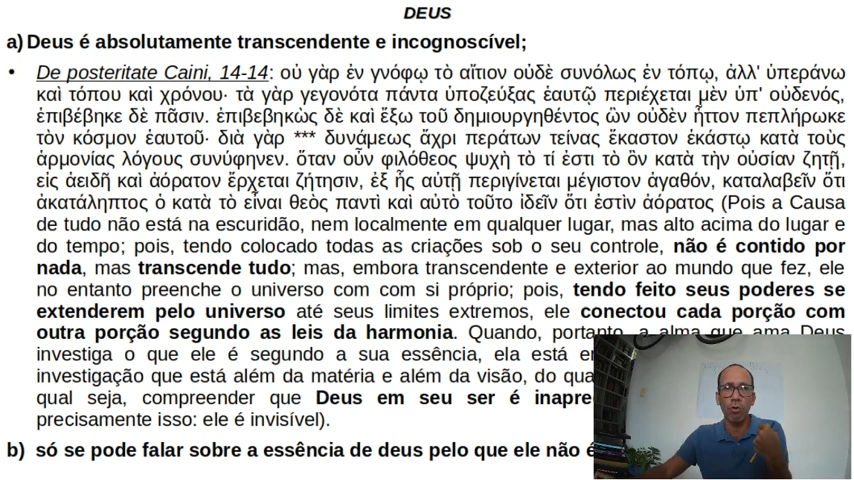 DEUS
a) Deus é absolutamente transcendente e incognoscível;
• De posteritate Caini, 14-14: οὐ γὰρ ἐν γνόφῳ τὸ αἴτιον οὐδὲ συνόλως ἐν τόπῳ, ἀλλ' ὑπεράνω
καὶ τόπου καὶ χρόνου· τὰ γὰρ γεγονότα πάντα ὑποζεύξας ἑαυτῷ περιέχεται μὲν ὑπ' οὐδενός,
ἐπιβέβηκε δὲ πᾶσιν. ἐπιβεβηκὼς δὲ καὶ ἔξω τοῦ δημιουργηθέντος ὢν οὐδὲν ἧττον πεπλήρωκε
τὸν κόσμον ἑαυτοῦ· διὰ γὰρ *** δυνάμεως ἄχρι περάτων τείνας ἕκαστον ἑκάστῳ κατὰ τοὺς
ἁρμονίας λόγους συνύφηνεν. ὅταν οὖν φιλόθεος ψυχὴ τὸ τί ἐστι τὸ ὂν κατὰ τὴν οὐσίαν ζητῇ,
εἰς ἀειδῆ καὶ ἀόρατον ἔρχεται ζήτησιν, ἐξ ἧς αὐτῇ περιγίνεται μέγιστον ἀγαθόν, καταλαβεῖν ὅτι
ἀκατάληπτος ὁ κατὰ τὸ εἶναι θεὸς παντὶ καὶ αὐτὸ τοῦτο ἰδεῖν ὅτι ἐστὶν ἀόρατος (Pois a Causa
de tudo não está na escuridão, nem localmente em qualquer lugar, mas alto acima do lugar e
do tempo; pois, tendo colocado todas as criações sob o seu controle, não é contido por
nada, mas transcende tudo; mas, embora transcendente e exterior ao mundo que fez, ele
no entanto preenche o universo com com si próprio; pois, tendo feito seus poderes se
extenderem pelo universo até seus limites extremos, ele conectou cada porção com
outra porção segundo as leis da harmonia. Quando, portanto, a alma que ama Deus
investiga o que ele é segundo a sua essência, ela está
investigação que está além da matéria e além da visão,
qual seja, compreender que Deus em seu ser é
precisamente isso: ele é invisível).
b) só se pode falar sobre a essência de deus pelo que ele não é